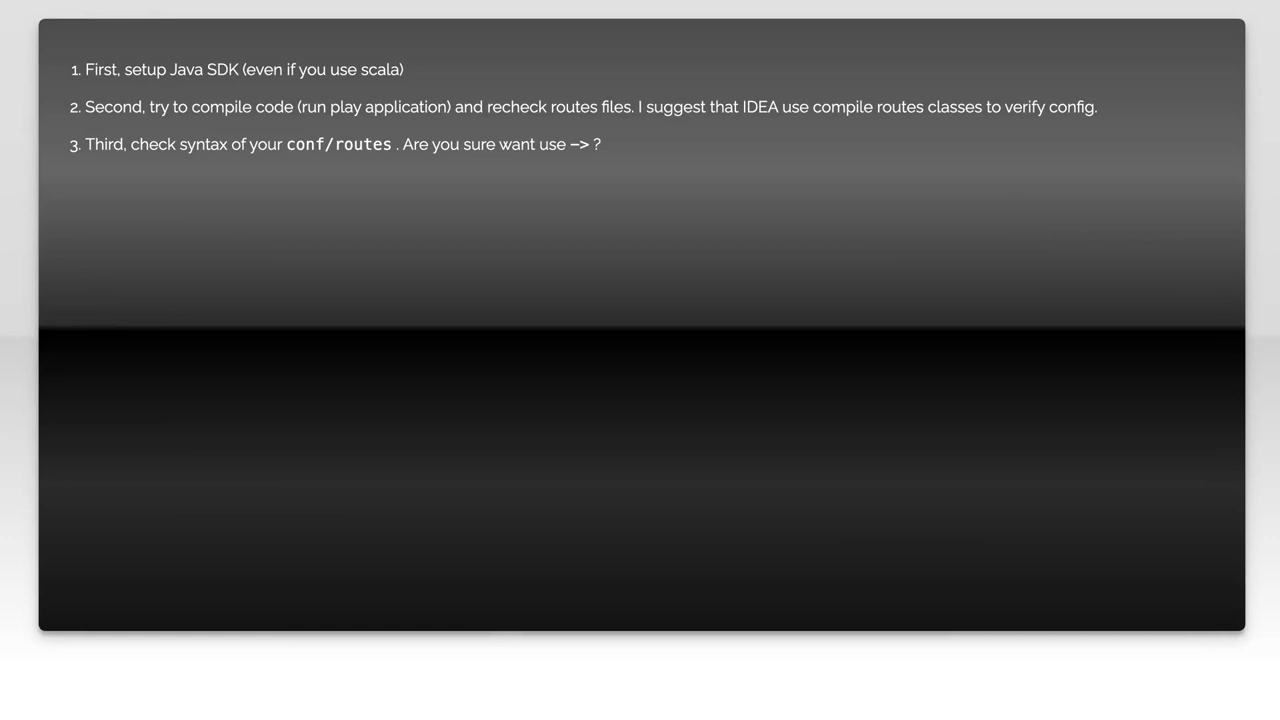 1. First, setup Java SDK (even if you use scala)
2. Second, try to compile code (run play application) and recheck routes files. I suggest that IDEA use compile routes classes to verify config.
3. Third, check syntax of your conf/routes . Are you sure want use -> ?